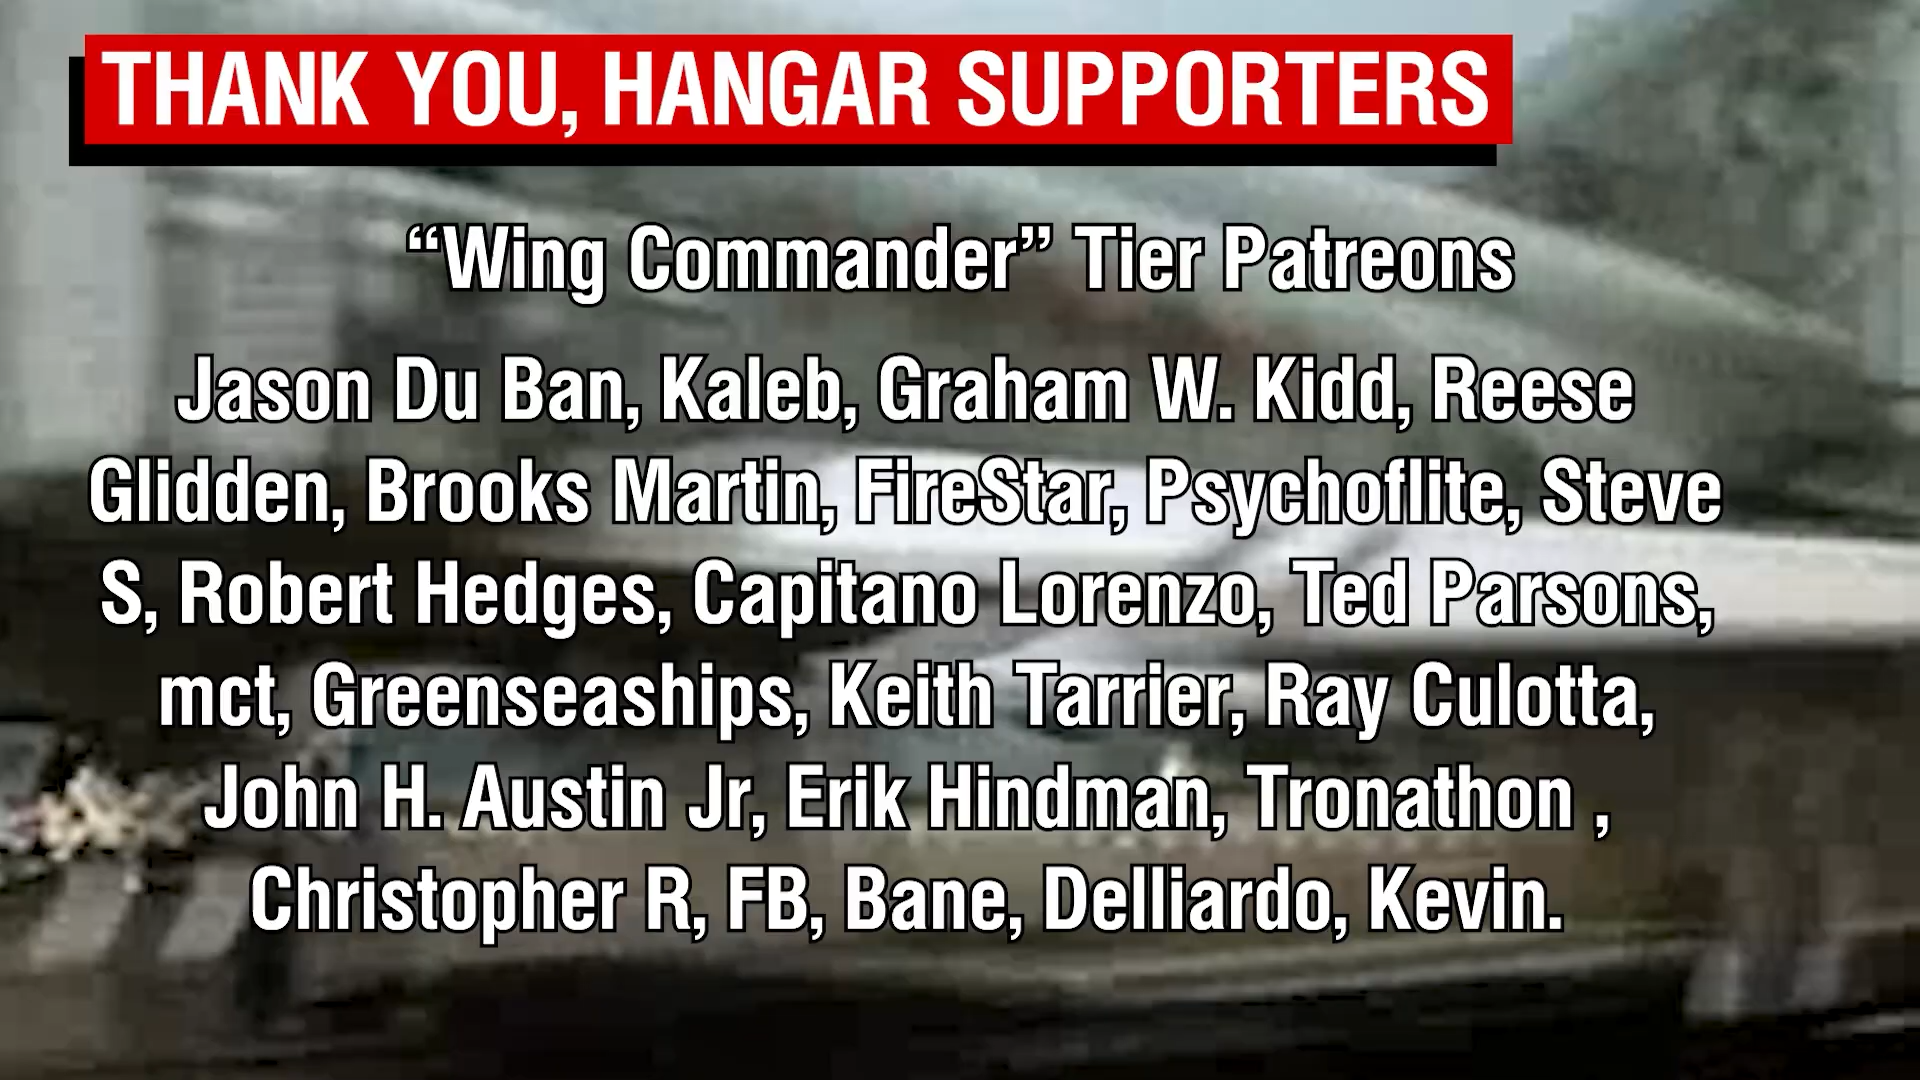 THANK YOU, HANGAR SUPPORTERS
“Wing Commander” Tier Patreons
Jason Du Ban, Kaleb, Graham W. Kidd, Reese
Glidden, Brooks Martin, FireStar, Psychoflite, Steve
S, Robert Hedges, Capitano Lorenzo, Ted Parsons,
mct, Greenseaships, Keith Tarrier, Ray Culotta,
John H. Austin Jr, Erik Hindman, Tronathon ,
Christopher R, FB, Bane, Delliardo, Kevin.